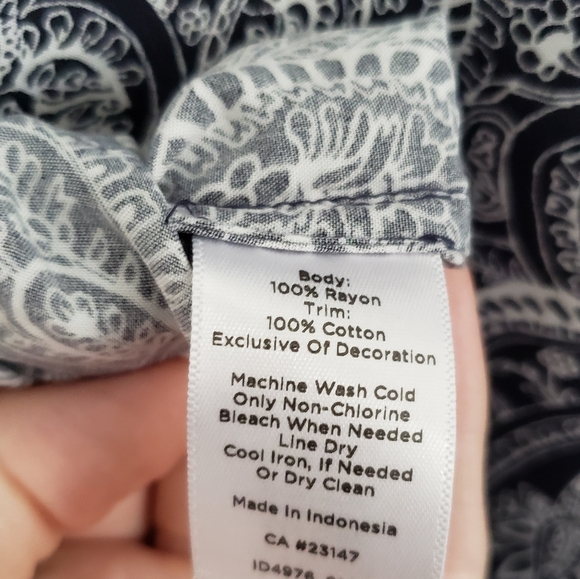 Body:
100% Rayon
Trim:
100% Cotton
Exclusive Of Decoration
Machine Wash Cold
Only Non-Chlorine
Bleach When Needed
Line Dry
Cool Iron, If Needed
Or Dry Clean
Made In Indonesia
CA #23147
ID4976